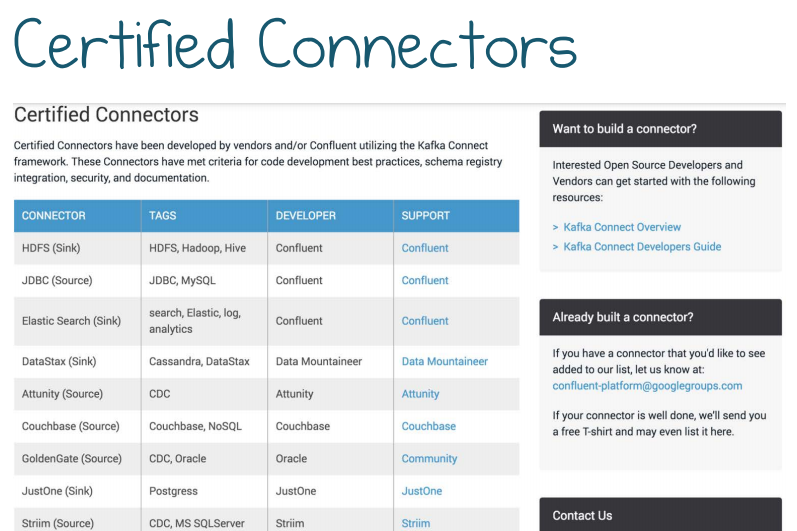 Certified Connectors
Certified Connectors
Certified Connectors have been developed by vendors and/or Confluent utilizing the Kafka Connect
framework. These Connectors have met criteria for code development best practices, schema registry
integration, security, and documentation.
CONNECTOR TAGS DEVELOPER SUPPORT
HDFS (Sink) HDFS, Hadoop, Hive Confluent Confluent
JDBC (Source) JDBC, MySQL Confluent Confluent
Elastic Search (Sink) search, Elastic, log, analytics Confluent Confluent
DataStax (Sink) Cassandra, DataStax Data Mountaineer Data Mountaineer
Attunity (Source) CDC Attunity Attunity
Couchbase (Source) Couchbase, NoSQL Couchbase Couchbase
GoldenGate (Source) CDC, Oracle Oracle Community
JustOne (Sink) Postgress JustOne JustOne
Striim (Source) CDC, MS SQLServer Striim Striim
Want to build a connector?
Interested Open Source Developers and
Vendors can get started with the following
resources:
> Kafka Connect Overview
> Kafka Connect Developers Guide
Already built a connector?
If you have a connector that you'd like to see
added to our list, let us know at:
confluent-platform@googlegroups.com
If your connector is well done, we'll send you
a free T-shirt and may even list it here.
Contact Us